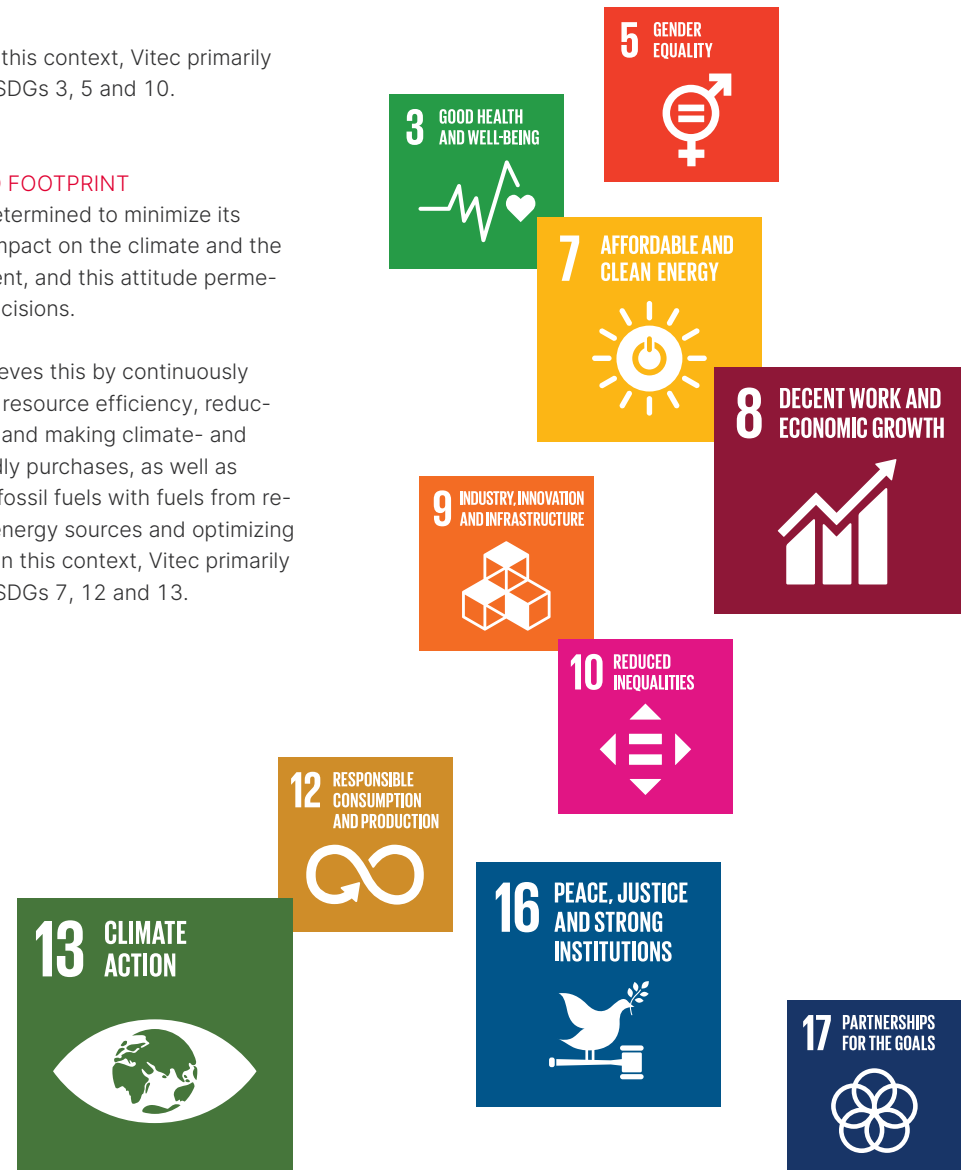 this context, Vitec primarily
SDGs 3, 5 and 10.
FOOTPRINT
etermined to minimize its
mpact on the climate and the
ent, and this attitude perme-
cisions.
eves this by continuously
resource efficiency, reduc-
and making climate- and
dly purchases, as well as
fossil fuels with fuels from re-
energy sources and optimizing
n this context, Vitec primarily
SDGs 7, 12 and 13.
5 GENDER
EQUALITY
3 GOOD HEALTH
AND WELL-BEING
7 AFFORDABLE AND
CLEAN ENERGY
8 DECENT WORK AND
ECONOMIC GROWTH
9 INDUSTRY, INNOVATION
AND INFRASTRUCTURE
10 REDUCED
INEQUALITIES
12 RESPONSIBLE
CONSUMPTION
AND PRODUCTION
13 CLIMATE
ACTION
16 PEACE, JUSTICE
AND STRONG
INSTITUTIONS
17 PARTNERSHIPS
FOR THE GOALS